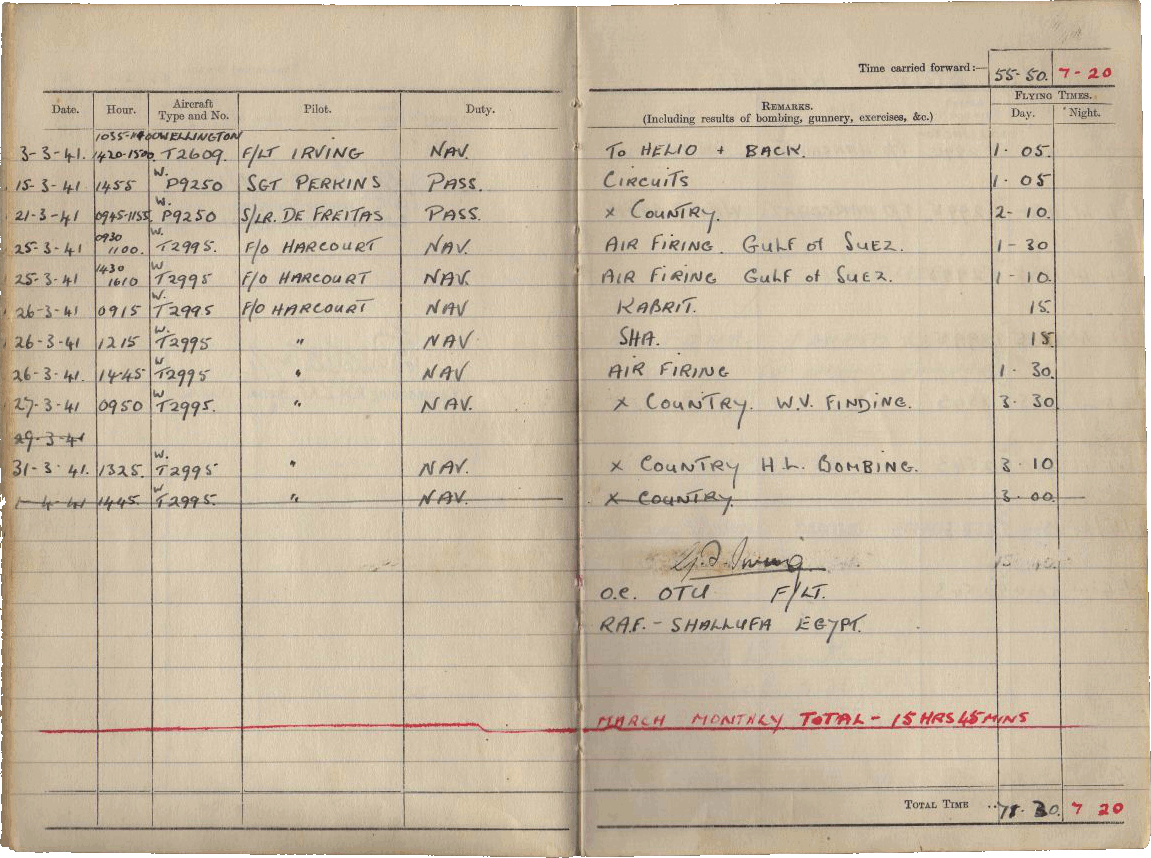 Time carried forward:— 55-50. 7-20
Date. Hour. Aircraft Type and No. Pilot. Duty. REMARKS. (Including results of bombing, gunnery, exercises, &c.) FLYING TIMES. Day. Night.
1035- WELLINGTON
3-3-41. 1420-1500. T2609. F/LT IRVING NAV. To HELIO + BACK. 1. 05.
15-3-41 1455 W. P9250 SGT PERKINS PASS. CIRCUITS 1. 05
21-3-41 0945-1155 W. P9250 S/LR. DE FREITAS PASS. X COUNTRY. 2- 10.
25-3-41 0930 1100. W. T2995. F/O HARCOURT NAV. AIR FIRING GULF of SUEZ. 1-30
25-3-41 1430 1610 W T2995 F/O HARCOURT NAV. AIR FIRING GULF of SUEZ. 1-10.
26-3-41 0915 W. T2995 F/O HARCOURT NAV KABRIT. 15.
26-3-41 1215 W. T2995 " NAV SHA. 15.
26-3-41. 1445 W T2995 " NAV AIR FIRING 1. 30.
27-3-41 0950 W T2995. " NAV. X COUNTRY. W.V. FINDING. 3. 30
29-3-41
31-3-41. 1325. W. T2995 " NAV. X COUNTRY H.L. BOMBING. 3. 10
1-4-41 1445. W T2995. " NAV. X COUNTRY. 3. 00.
Irving
O.C. OTU F/LT.
R.A.F. - SHALLUFA EGYPT.
MARCH MONTHLY TOTAL - 15 HRS 45 MINS
TOTAL TIME 30. 7 20